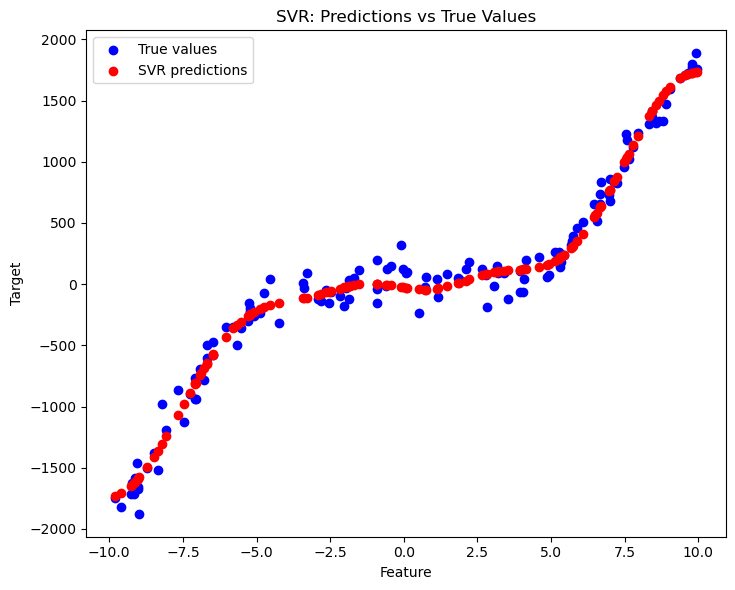 SVR: Predictions vs True Values
True values
SVR predictions
2000
1500
1000
500
0
−500
−1000
−1500
−2000
Target
−10.0 −7.5 −5.0 −2.5 0.0 2.5 5.0 7.5 10.0
Feature